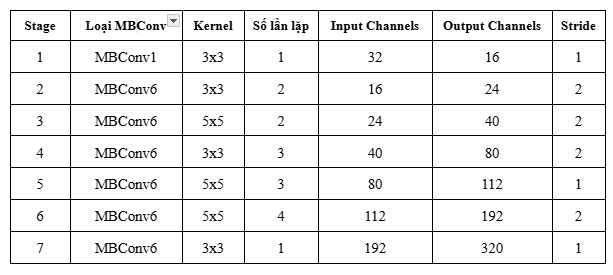 Stage Loại MBConv Kernel Số lần lặp Input Channels Output Channels Stride
1 MBConv1 3x3 1 32 16 1
2 MBConv6 3x3 2 16 24 2
3 MBConv6 5x5 2 24 40 2
4 MBConv6 3x3 3 40 80 2
5 MBConv6 5x5 3 80 112 1
6 MBConv6 5x5 4 112 192 2
7 MBConv6 3x3 1 192 320 1